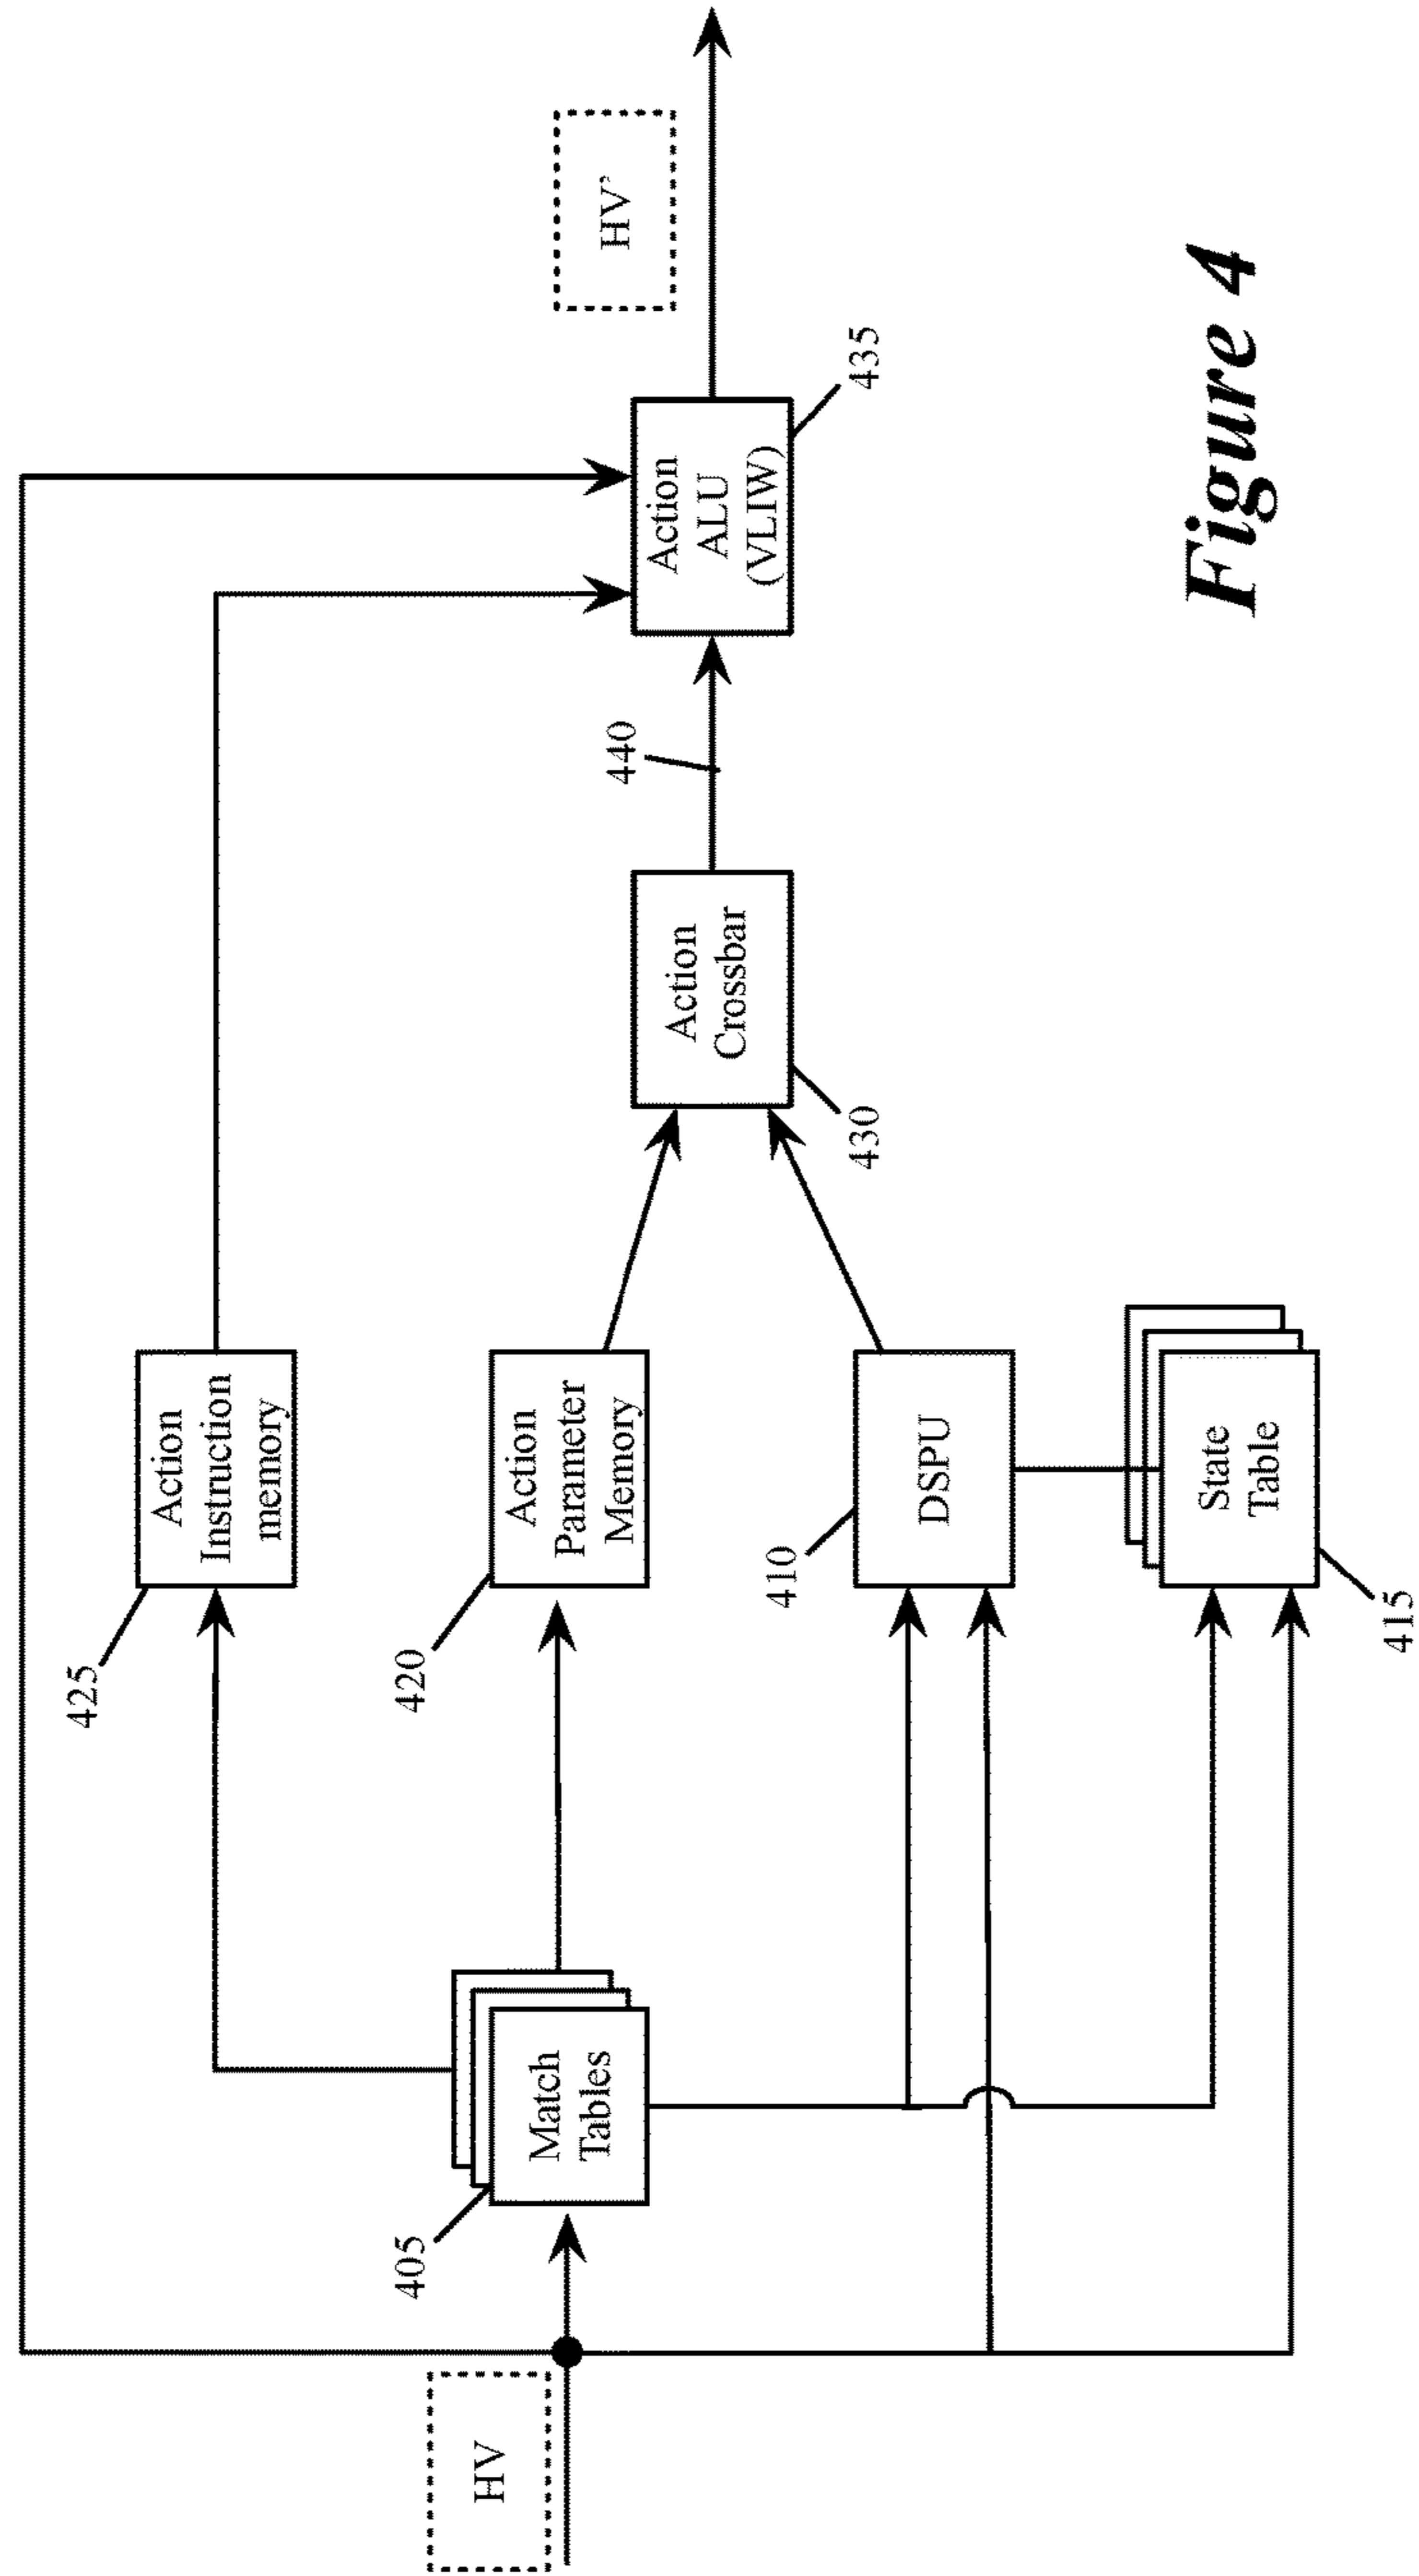 HV
405
Match
Tables
425
Action
Instruction
memory
420
Action
Parameter
Memory
410
DSPU
415
State
Table
430
Action
Crossbar
440
Action
ALU
(VLIW)
435
HV'
Figure 4